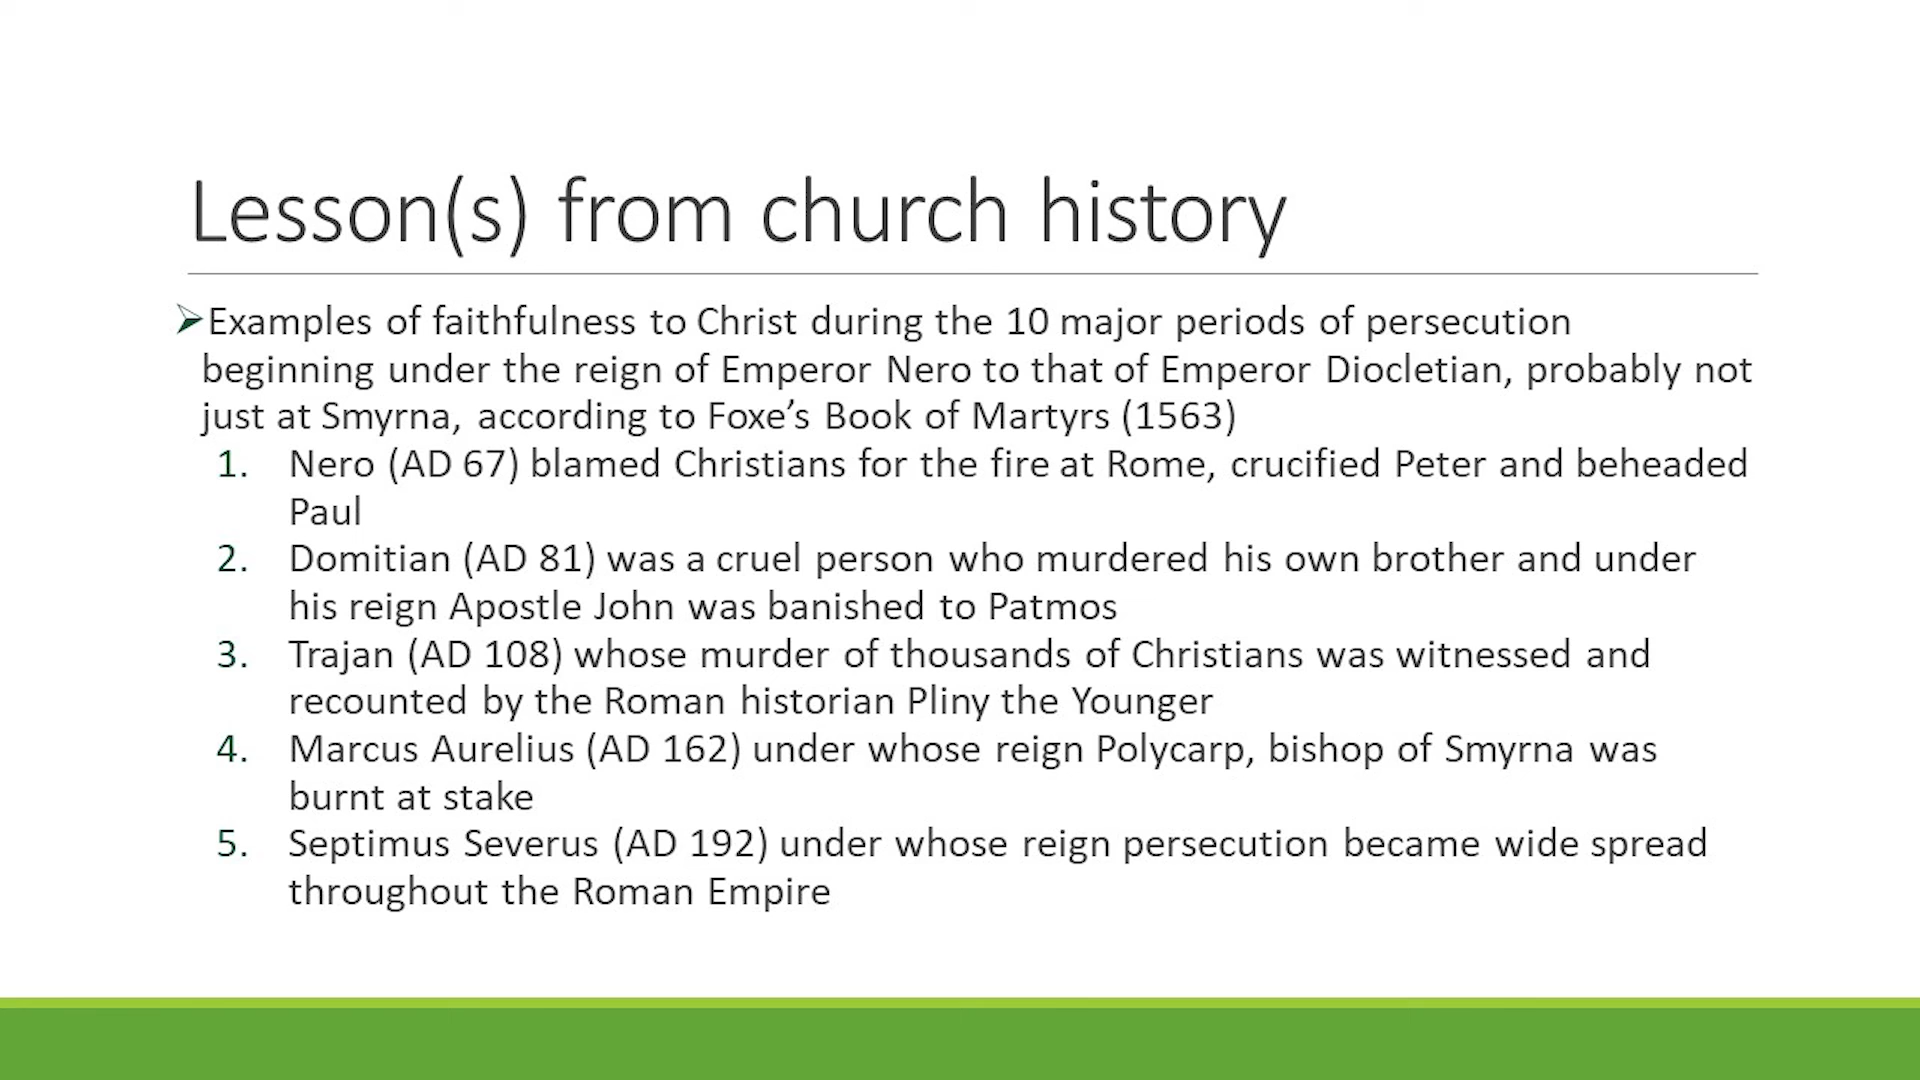 Lesson(s) from church history
➢Examples of faithfulness to Christ during the 10 major periods of persecution
beginning under the reign of Emperor Nero to that of Emperor Diocletian, probably not
just at Smyrna, according to Foxe’s Book of Martyrs (1563)
1. Nero (AD 67) blamed Christians for the fire at Rome, crucified Peter and beheaded
Paul
2. Domitian (AD 81) was a cruel person who murdered his own brother and under
his reign Apostle John was banished to Patmos
3. Trajan (AD 108) whose murder of thousands of Christians was witnessed and
recounted by the Roman historian Pliny the Younger
4. Marcus Aurelius (AD 162) under whose reign Polycarp, bishop of Smyrna was
burnt at stake
5. Septimus Severus (AD 192) under whose reign persecution became wide spread
throughout the Roman Empire